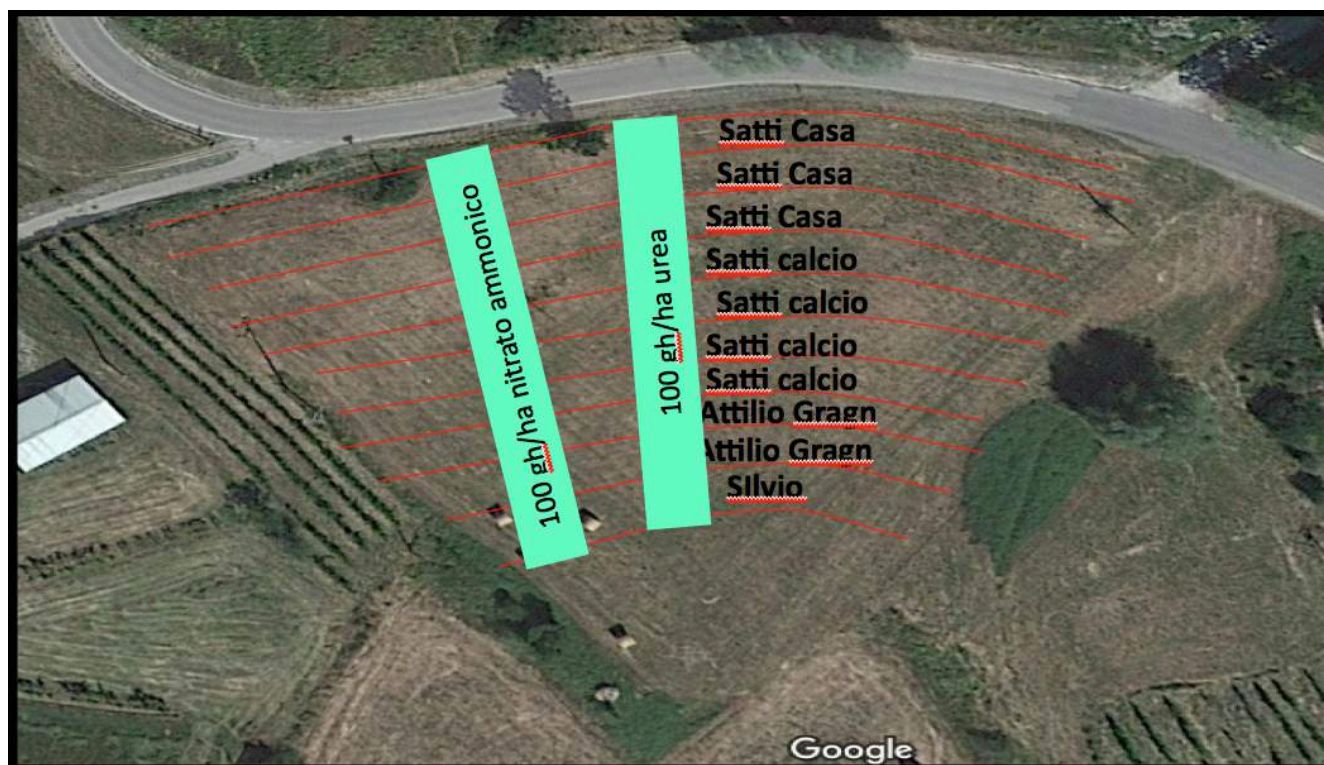 Satti Casa
Satti Casa
Satti Casa
Satti calcio
Satti calcio
Satti calcio
Satti calcio
Attilio Gragn
Attilio Gragn
SIlvio
100 gh/ha nitrato ammonico
100 gh/ha urea
Google